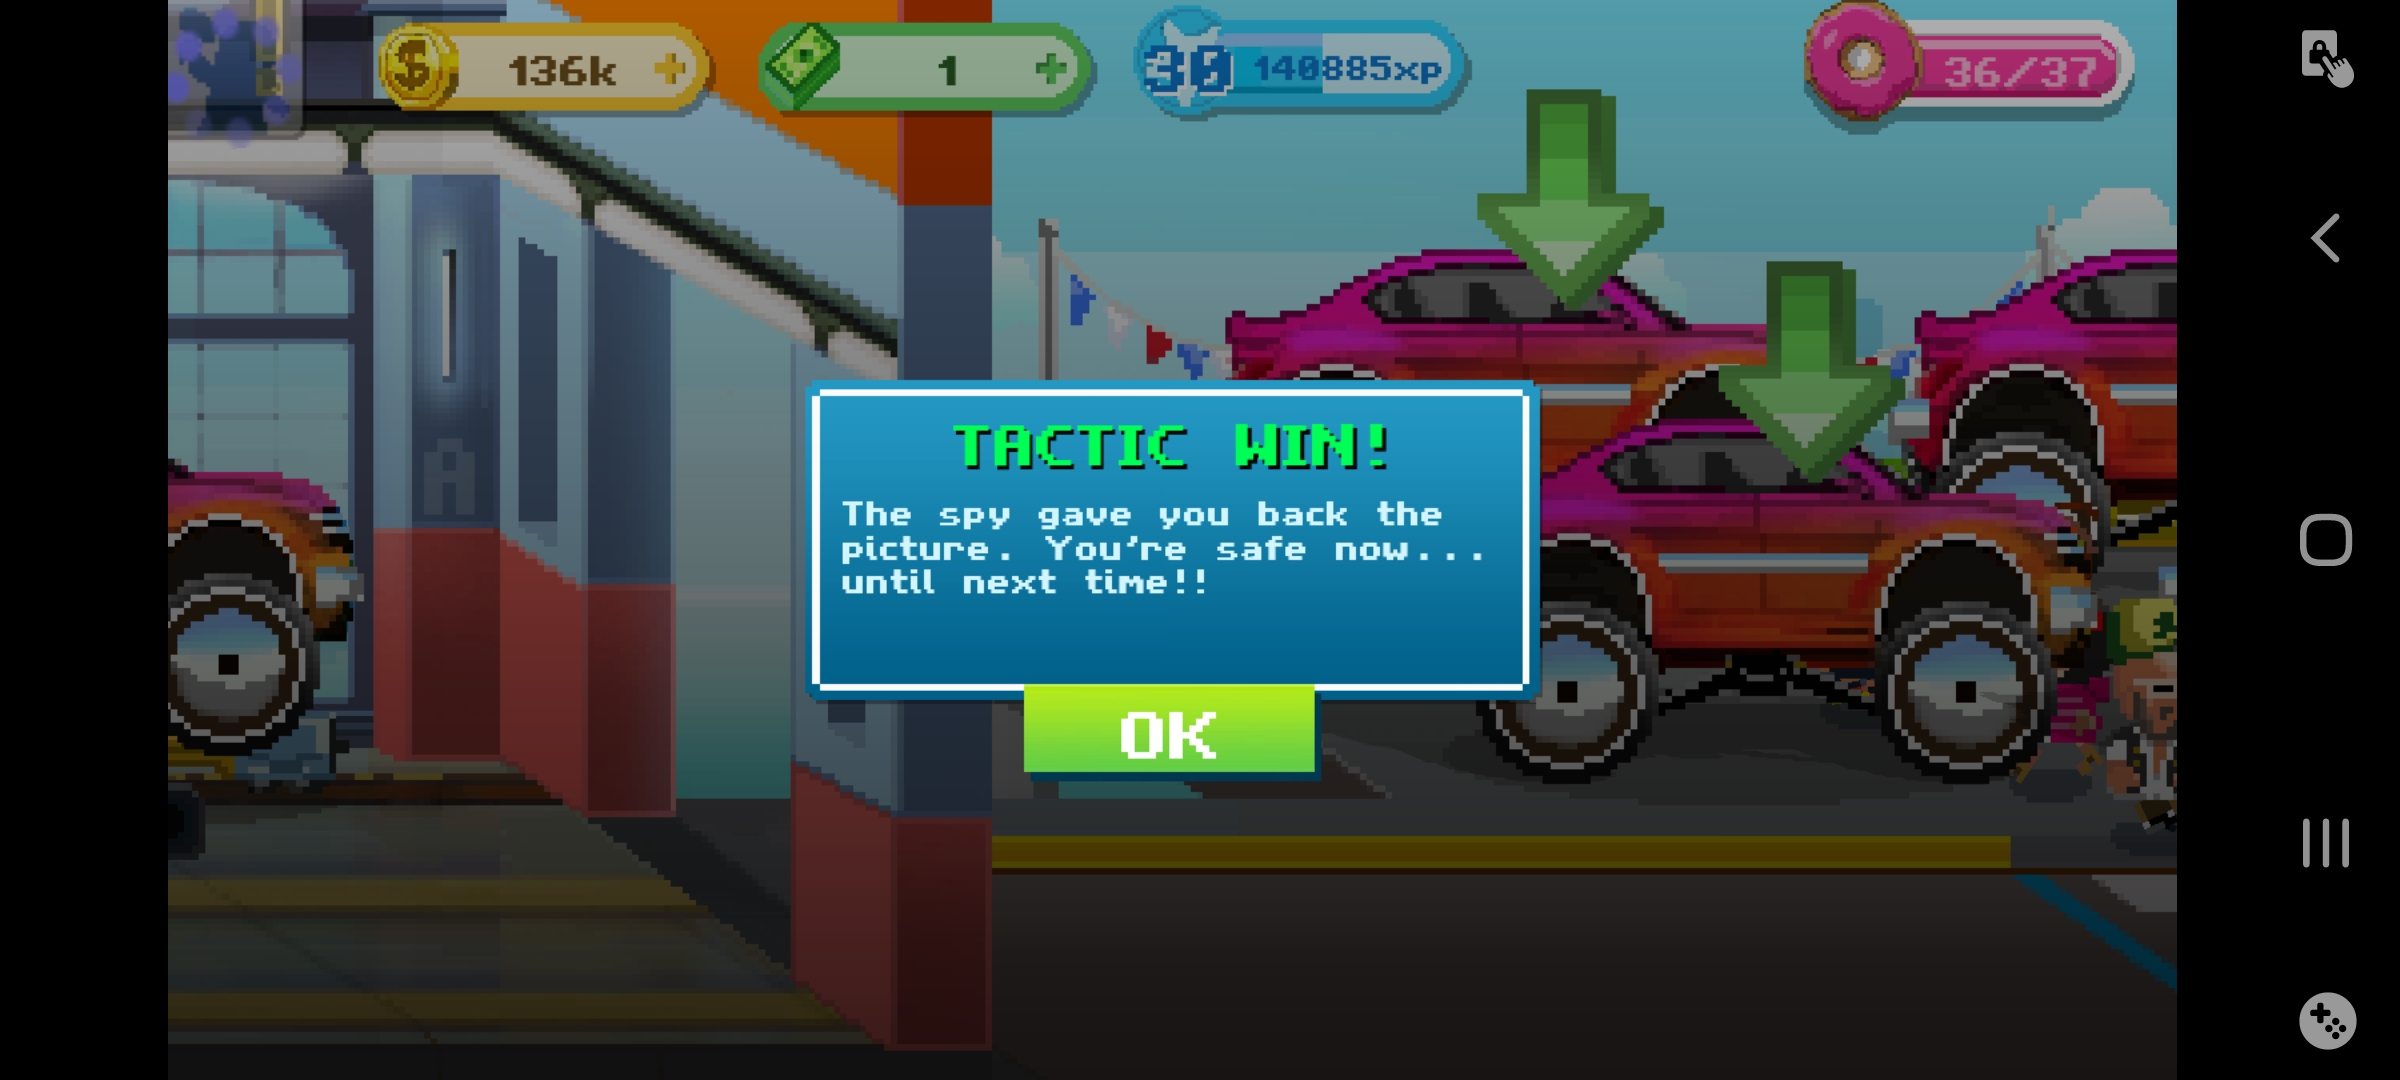 136k
1
30 140885xp
36/37
A
TACTIC WIN!
The spy gave you back the
picture. You're safe now...
until next time!!
OK